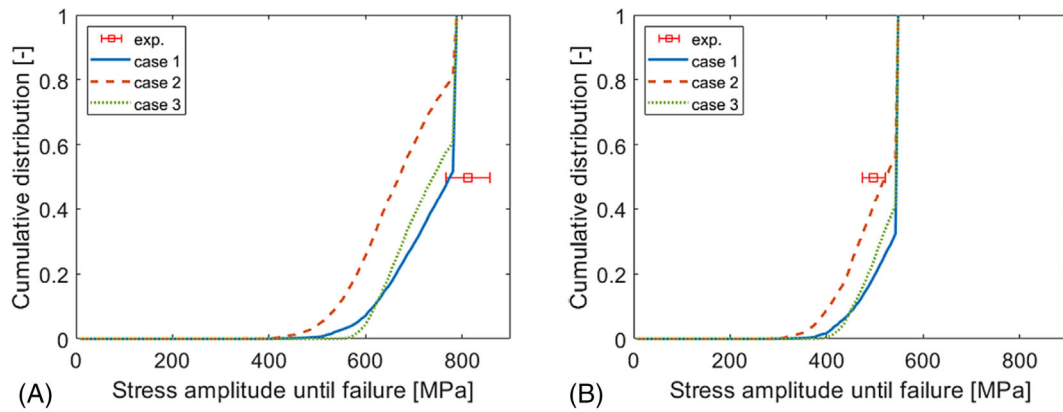 1
0.8
0.6
0.4
0.2
0
Cumulative distribution [-]
exp.
case 1
case 2
case 3
0 200 400 600 800
Stress amplitude until failure [MPa]
(A)
1
0.8
0.6
0.4
0.2
0
Cumulative distribution [-]
exp.
case 1
case 2
case 3
0 200 400 600 800
Stress amplitude until failure [MPa]
(B)